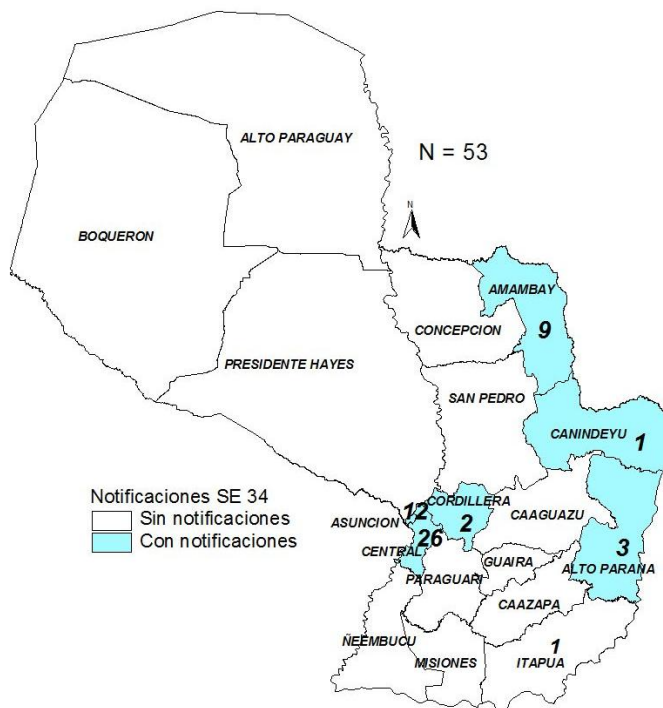 ALTO PARAGUAY
N = 53
N
BOQUERON
AMAMBAY
9
CONCEPCION
PRESIDENTE HAYES
SAN PEDRO
CANINDEYU
1
Notificaciones SE 34
Sin notificaciones
Con notificaciones
12
CORDILLERA
2
ASUNCION
26
CENTRAL
CAAGUAZU
3
ALTO PARANA
GUAIRA
PARAGUARI
CAAZAPA
ÑEEMBUCU
MISIONES
1
ITAPUA